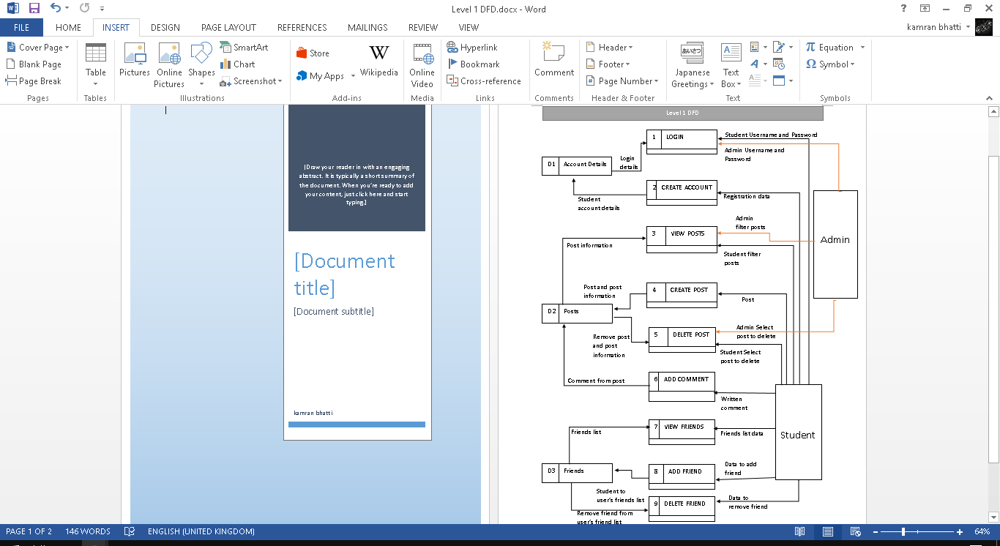 Level 1 DFD.docx - Word
?
FILE HOME INSERT DESIGN PAGE LAYOUT REFERENCES MAILINGS REVIEW VIEW
kamran bhatti
Cover Page
Blank Page
Page Break
Pages
Table
Tables
Pictures
Online
Pictures
Shapes
SmartArt
Chart
Screenshot
Illustrations
Store
My Apps
W
Wikipedia
Add-ins
Online
Video
Media
Hyperlink
Bookmark
Cross-reference
Links
Comment
Comments
Header
Footer
Page Number
Header & Footer
あいさつ
Japanese
Greetings
Text
Box
Text
π Equation
Ω Symbol
Symbols
[Draw your reader in with an engaging
abstract. It is typically a short summary of
the document. When you're ready to add
your content, just click here and start
typing.]
[Document
title]
[Document subtitle]
kamran bhatti
Level 1 DFD
1 LOGIN
Student Username and Password
Admin Username and
Password
D1 Account Details
Login
details
2 CREATE ACCOUNT
Registration data
Student
account details
Admin
filter posts
3 VIEW POSTS
Admin
Post information
Student filter
posts
Post and post
information
4 CREATE POST
Post
D2 Posts
Admin Select
post to delete
5 DELETE POST
Remove post
and post
information
Student Select
post to delete
6 ADD COMMENT
Comment from post
Written
comment
7 VIEW FRIENDS
Friends list
Friends list data
Student
D3 Friends
8 ADD FRIEND
Data to add
friend
Student to
user's friends list
9 DELETE FRIEND
Data to
remove friend
Remove friend from
user's friend list
PAGE 1 OF 2 146 WORDS ENGLISH (UNITED KINGDOM) 64%